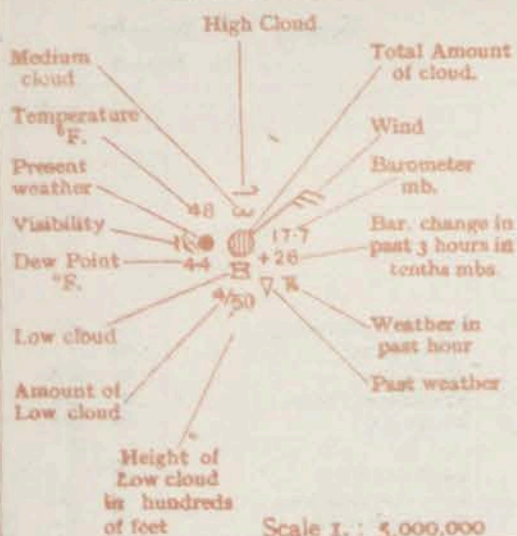 High Cloud
Medium
cloud
Total Amount
of cloud.
Temperature
°F.
Wind
Present
weather
Barometer
mb.
48
Visibility
17·7
Bar. change in
past 3 hours in
tenths mbs
Dew Point
°F.
44
+26
4/50
Low cloud
Weather in
past hour
Amount of
Low cloud
Past weather
Height of
Low cloud
in hundreds
of feet
Scale 1. : 5,000,000